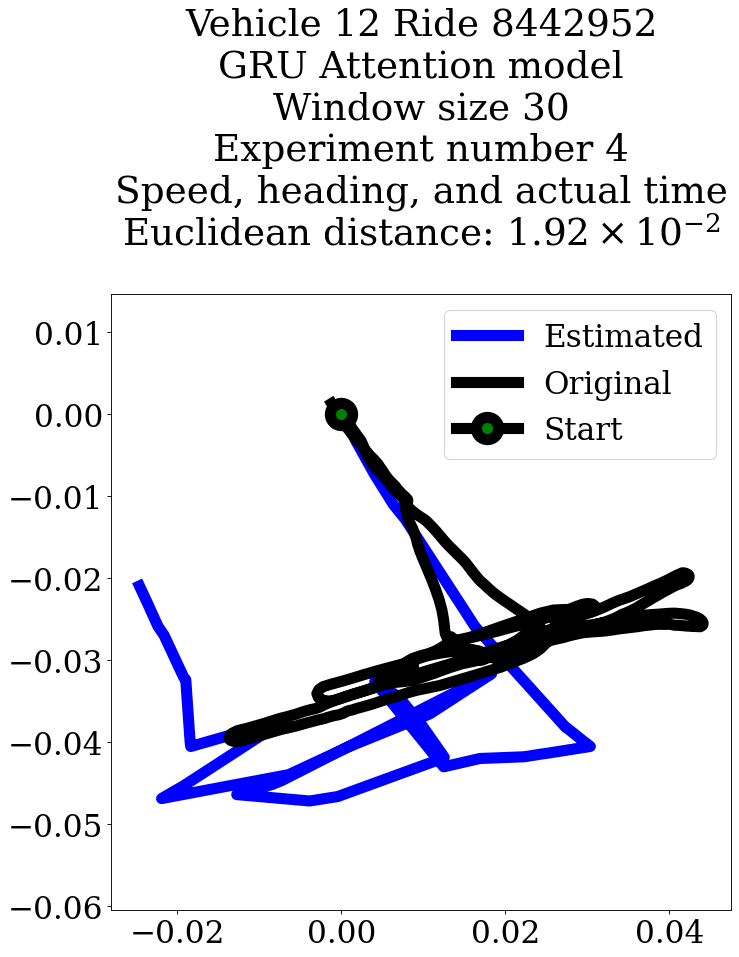 Vehicle 12 Ride 8442952
GRU Attention model
Window size 30
Experiment number 4
Speed, heading, and actual time
Euclidean distance: 1.92 × 10⁻²
Estimated
Original
Start
0.01
0.00
−0.01
−0.02
−0.03
−0.04
−0.05
−0.06
−0.02 0.00 0.02 0.04